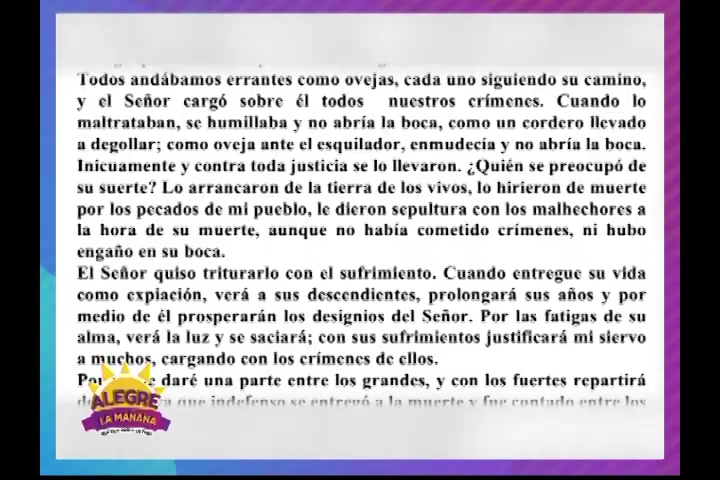 Todos andábamos errantes como ovejas, cada uno siguiendo su camino,
y el Señor cargó sobre él todos nuestros crímenes. Cuando lo
maltrataban, se humillaba y no abría la boca, como un cordero llevado
a degollar; como oveja ante el esquilador, enmudecía y no abría la boca.
Inicuamente y contra toda justicia se lo llevaron. ¿Quién se preocupó de
su suerte? Lo arrancaron de la tierra de los vivos, lo hirieron de muerte
por los pecados de mi pueblo, le dieron sepultura con los malhechores a
la hora de su muerte, aunque no había cometido crímenes, ni hubo
engaño en su boca.
El Señor quiso triturarlo con el sufrimiento. Cuando entregue su vida
como expiación, verá a sus descendientes, prolongará sus años y por
medio de él prosperarán los designios del Señor. Por las fatigas de su
alma, verá la luz y se saciará; con sus sufrimientos justificará mi siervo
a muchos, cargando con los crímenes de ellos.
daré una parte entre los grandes, y con los fuertes repartirá
que indefenso se entregó a la muerte y fue contado entre los
ALEGRE
LA MAÑANA